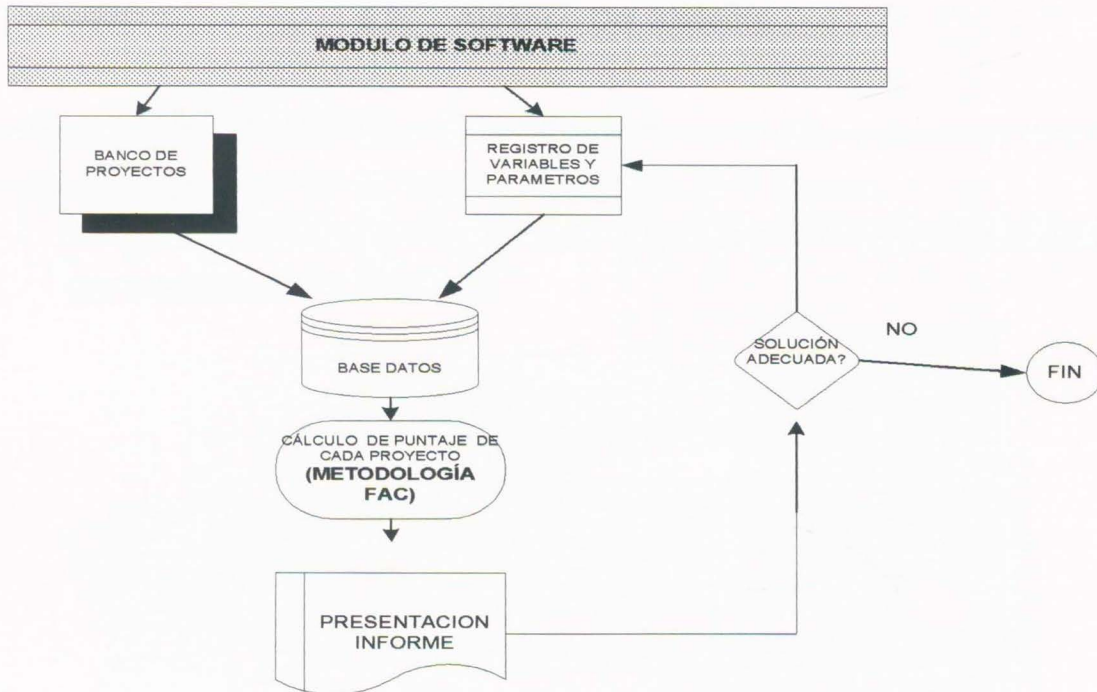 MODULO DE SOFTWARE
BANCO DE
PROYECTOS
REGISTRO DE
VARIABLES Y
PARAMETROS
BASE DATOS
SOLUCIÓN
ADECUADA?
NO
FIN
CÁLCULO DE PUNTAJE DE
CADA PROYECTO
(METODOLOGÍA
FAC)
PRESENTACION
INFORME